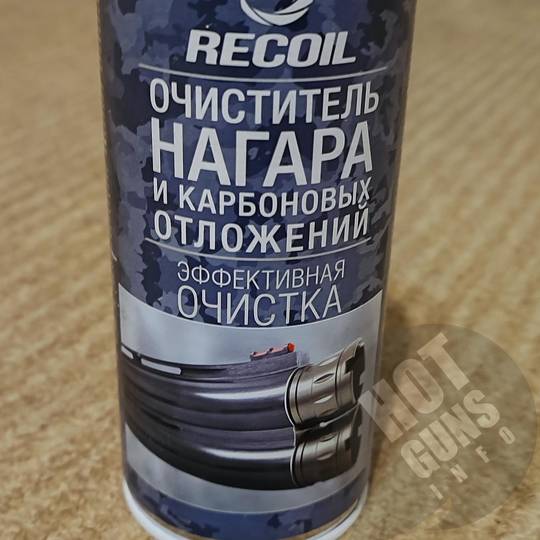 RECOIL
ОЧИСТИТЕЛЬ
НАГАРА
И КАРБОНОВЫХ
ОТЛОЖЕНИЙ
ЭФФЕКТИВНАЯ
ОЧИСТКА
HOT
GUNS
INFO